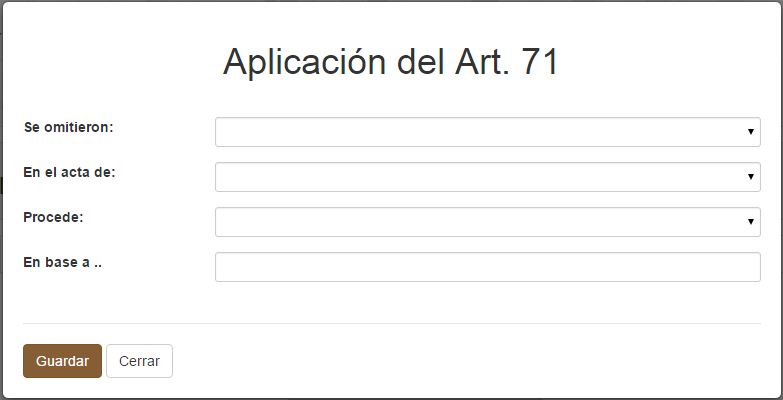 Aplicación del Art. 71
Se omitieron:
En el acta de:
Procede:
En base a ..
Guardar Cerrar